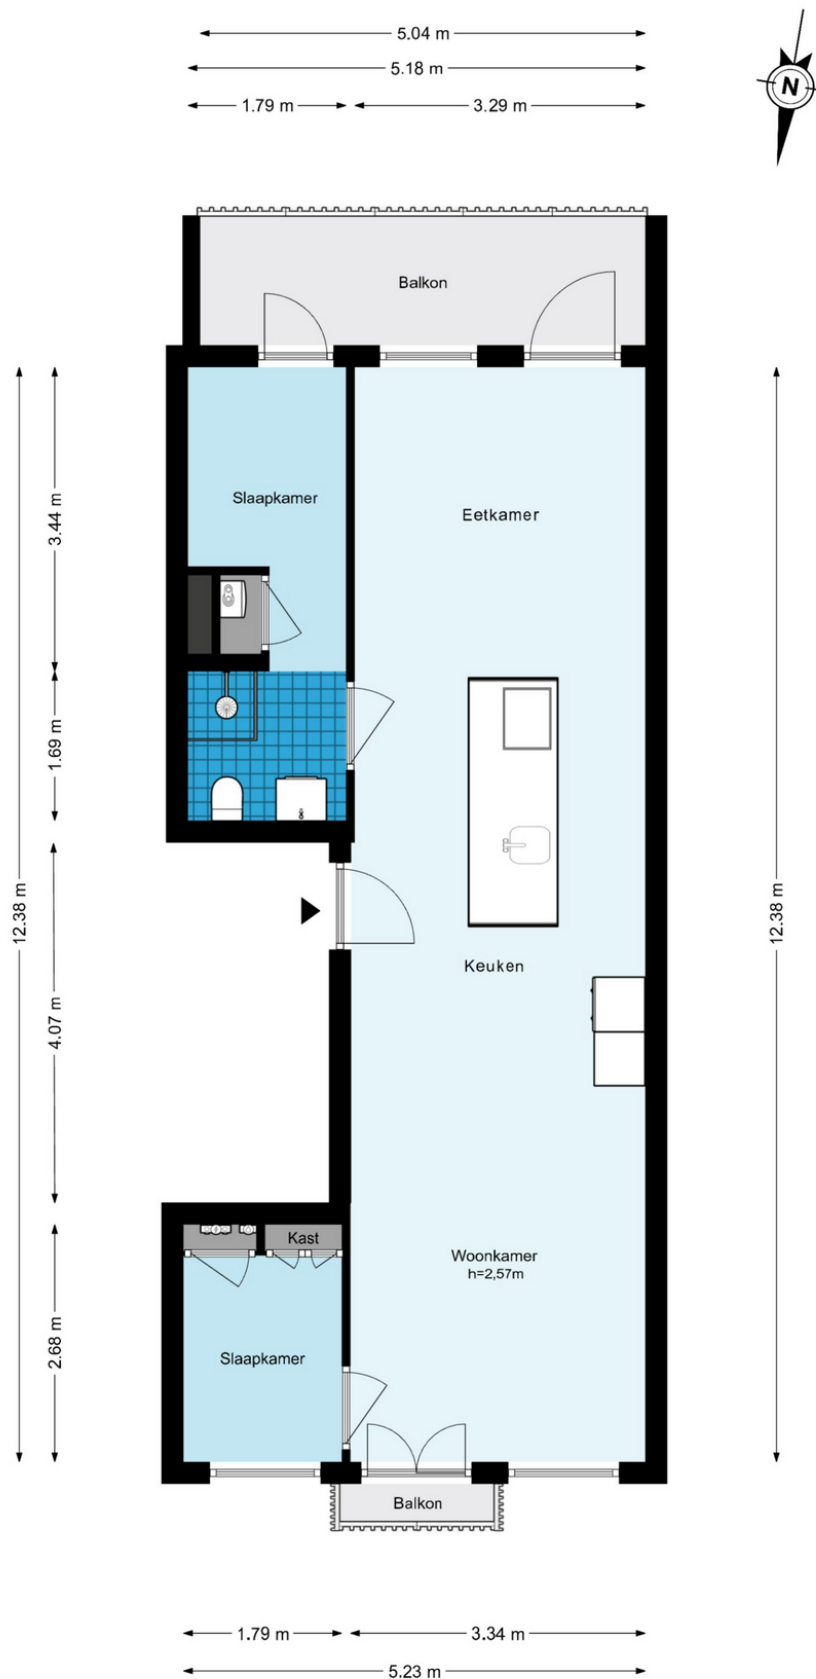 5.04 m
5.18 m
1.79 m
3.29 m
N
Balkon
Slaapkamer
Eetkamer
3.44 m
1.69 m
12.38 m
12.38 m
4.07 m
Keuken
Kast
Woonkamer
h=2,57m
2.68 m
Slaapkamer
Balkon
1.79 m
3.34 m
5.23 m